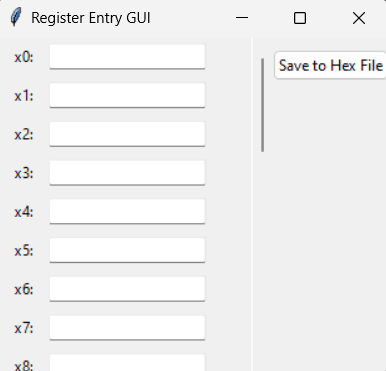 Register Entry GUI
x0:
Save to Hex File
x1:
x2:
x3:
x4:
x5:
x6:
x7:
x8: